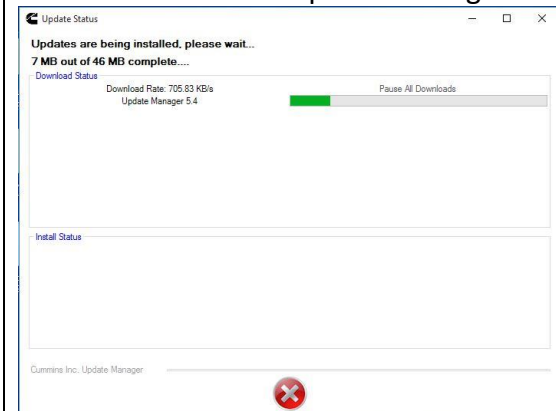 Update Status
Updates are being installed, please wait...
7 MB out of 46 MB complete....
Download Status
Download Rate: 705.83 KB/s
Pause All Downloads
Update Manager 5.4
Install Status
Cummins Inc. Update Manager